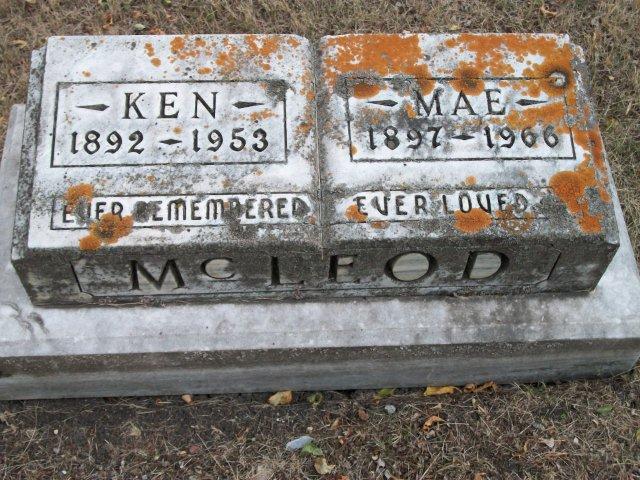 KEN
1892 - 1953
EVER REMEMBERED
MAE
1897 - 1966
EVER LOVED
McLEOD